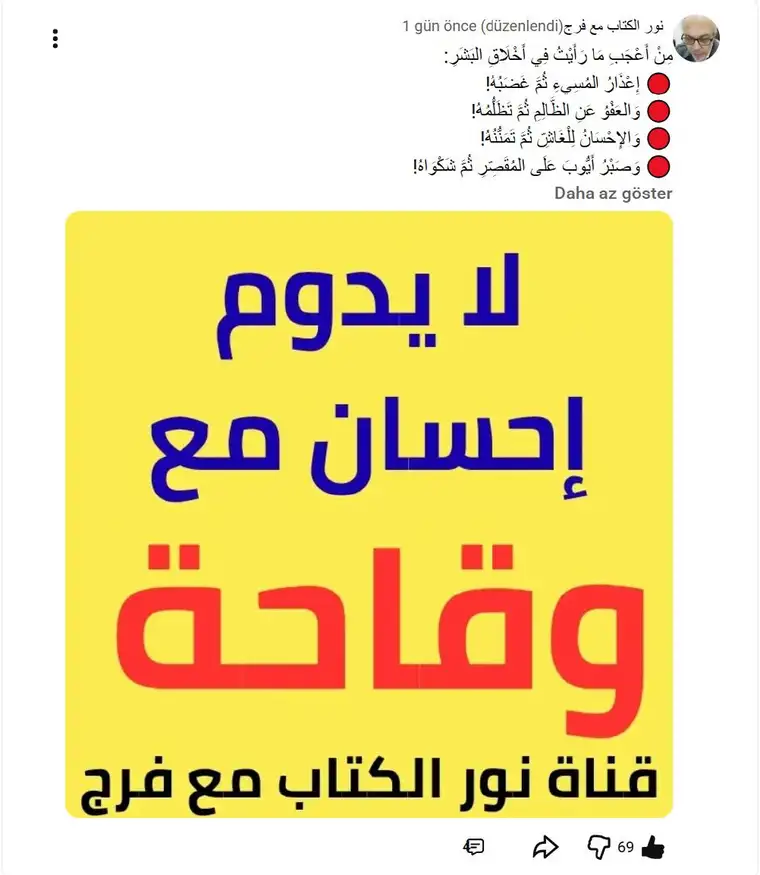 نور الكتاب مع فرج 1 gün önce (düzenlendi)
مِنْ أَعْجَبِ مَا رَأَيْتُ فِي أَخْلَاقِ البَشَرِ:
🔴 إِعْذَارُ المُسِيءِ ثُمَّ غَضَبُهُ!
🔴 وَالعَفْوُ عَنِ الظَّالِمِ ثُمَّ تَظَلُّمُهُ!
🔴 وَالإِحْسَانُ لِلْغَاشِّ ثُمَّ تَمَنُّنُهُ!
🔴 وَصَبْرُ أَيُّوبَ عَلَى المُقَصِّرِ ثُمَّ شَكْوَاهُ!
Daha az göster
لا يدوم
إحسان مع
وقاحة
قناة نور الكتاب مع فرج
69
4